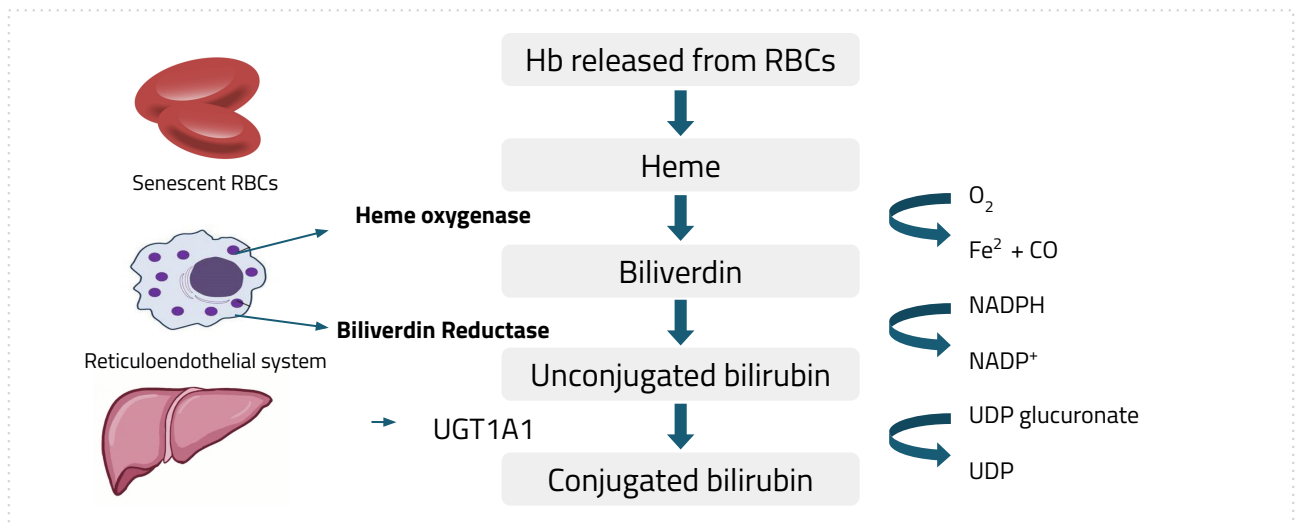 Hb released from RBCs
Heme
Senescent RBCs
Heme oxygenase
O₂
Fe² + CO
Biliverdin
Biliverdin Reductase
NADPH
NADP⁺
Reticuloendothelial system
Unconjugated bilirubin
UGT1A1
UDP glucuronate
UDP
Conjugated bilirubin